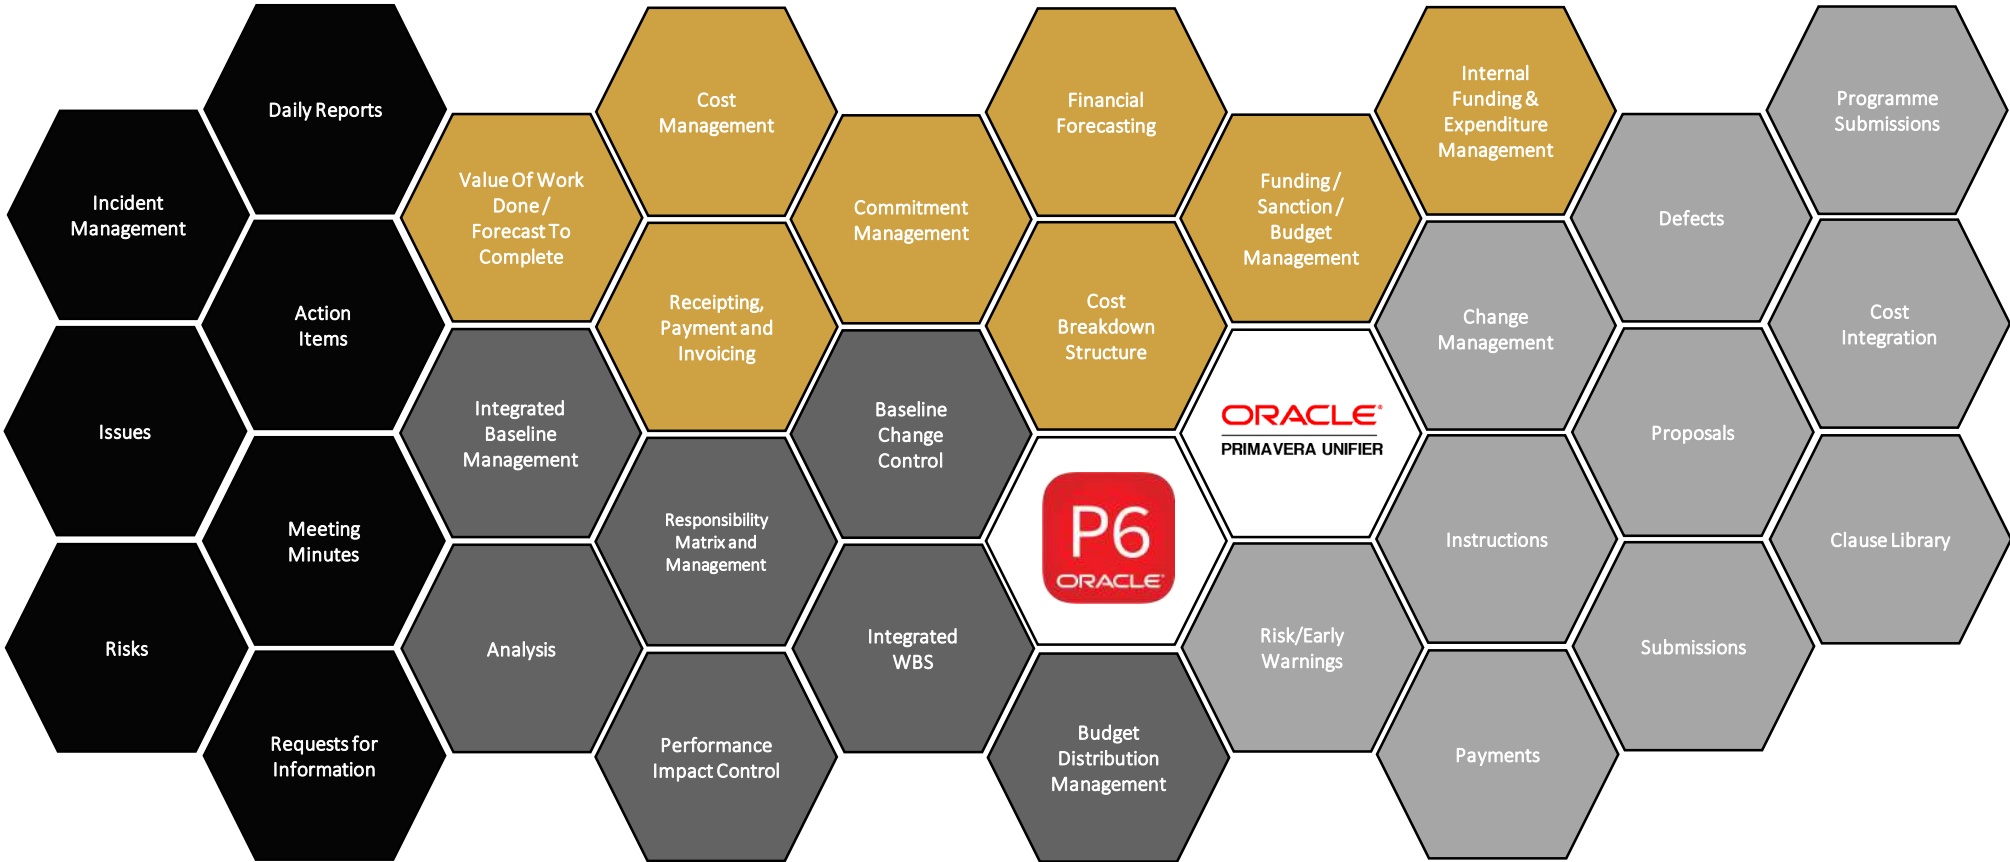 Daily Reports
Incident
Management
Action
Items
Issues
Meeting
Minutes
Risks
Requests for
Information
Value Of Work
Done /
Forecast To
Complete
Cost
Management
Receipting,
Payment and
Invoicing
Commitment
Management
Financial
Forecasting
Cost
Breakdown
Structure
Funding /
Sanction /
Budget
Management
Internal
Funding &
Expenditure
Management
Integrated
Baseline
Management
Responsibility
Matrix and
Management
Baseline
Change
Control
Analysis
Performance
Impact Control
Integrated
WBS
Budget
Distribution
Management
P6
ORACLE
ORACLE®
PRIMAVERA UNIFIER
Programme
Submissions
Defects
Change
Management
Cost
Integration
Proposals
Instructions
Clause Library
Risk/Early
Warnings
Submissions
Payments